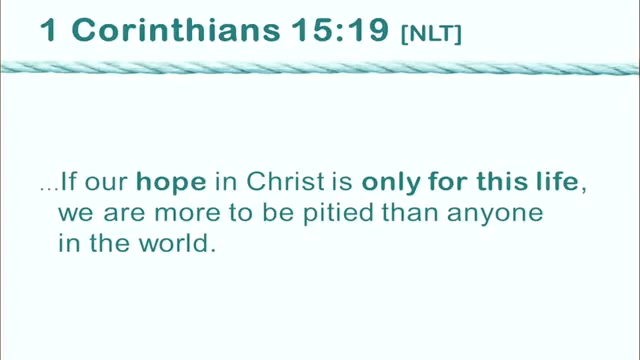 1 Corinthians 15:19 [NLT]
...If our hope in Christ is only for this life,
we are more to be pitied than anyone
in the world.